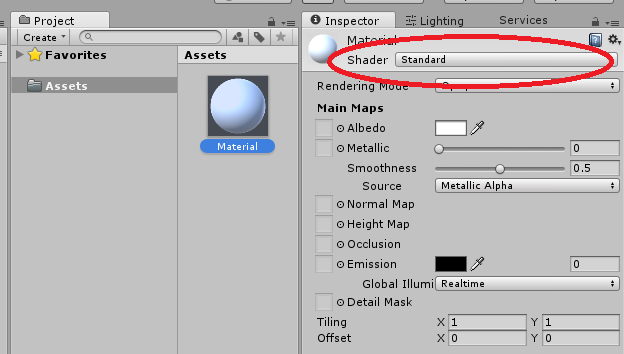 Project
Create
Favorites
Assets
Assets
Material
Inspector
Lighting
Services
Material
Shader Standard
Rendering Mode
Main Maps
Albedo
Metallic 0
Smoothness 0.5
Source Metallic Alpha
Normal Map
Height Map
Occlusion
Emission 0
Global Illumi Realtime
Detail Mask
Tiling X 1 Y 1
Offset X 0 Y 0